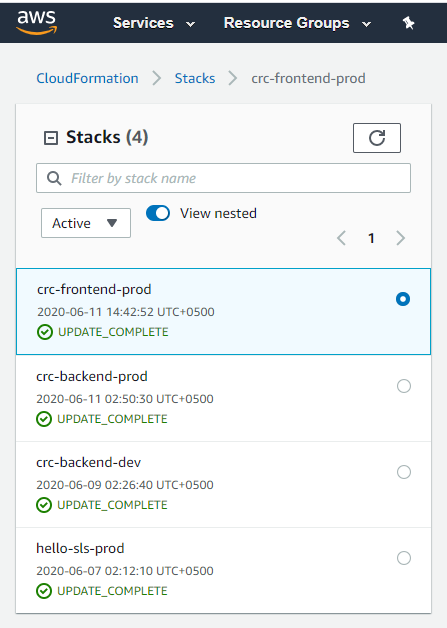 aws Services Resource Groups
CloudFormation Stacks crc-frontend-prod
Stacks (4)
Filter by stack name
Active View nested
1
crc-frontend-prod
2020-06-11 14:42:52 UTC+0500
UPDATE_COMPLETE
crc-backend-prod
2020-06-11 02:50:30 UTC+0500
UPDATE_COMPLETE
crc-backend-dev
2020-06-09 02:26:40 UTC+0500
UPDATE_COMPLETE
hello-sls-prod
2020-06-07 02:12:10 UTC+0500
UPDATE_COMPLETE